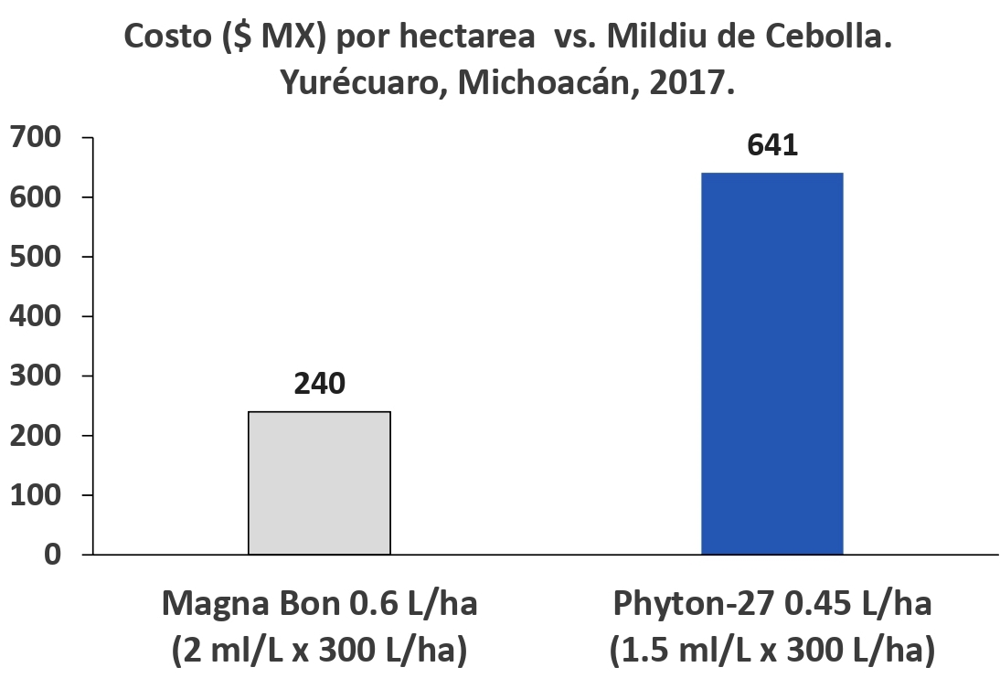 Costo ($ MX) por hectarea  vs. Mildiu de Cebolla.
Yurécuaro, Michoacán, 2017.
700
600
500
400
300
200
100
0
240
641
Magna Bon 0.6 L/ha
(2 ml/L x 300 L/ha)
Phyton-27 0.45 L/ha
(1.5 ml/L x 300 L/ha)